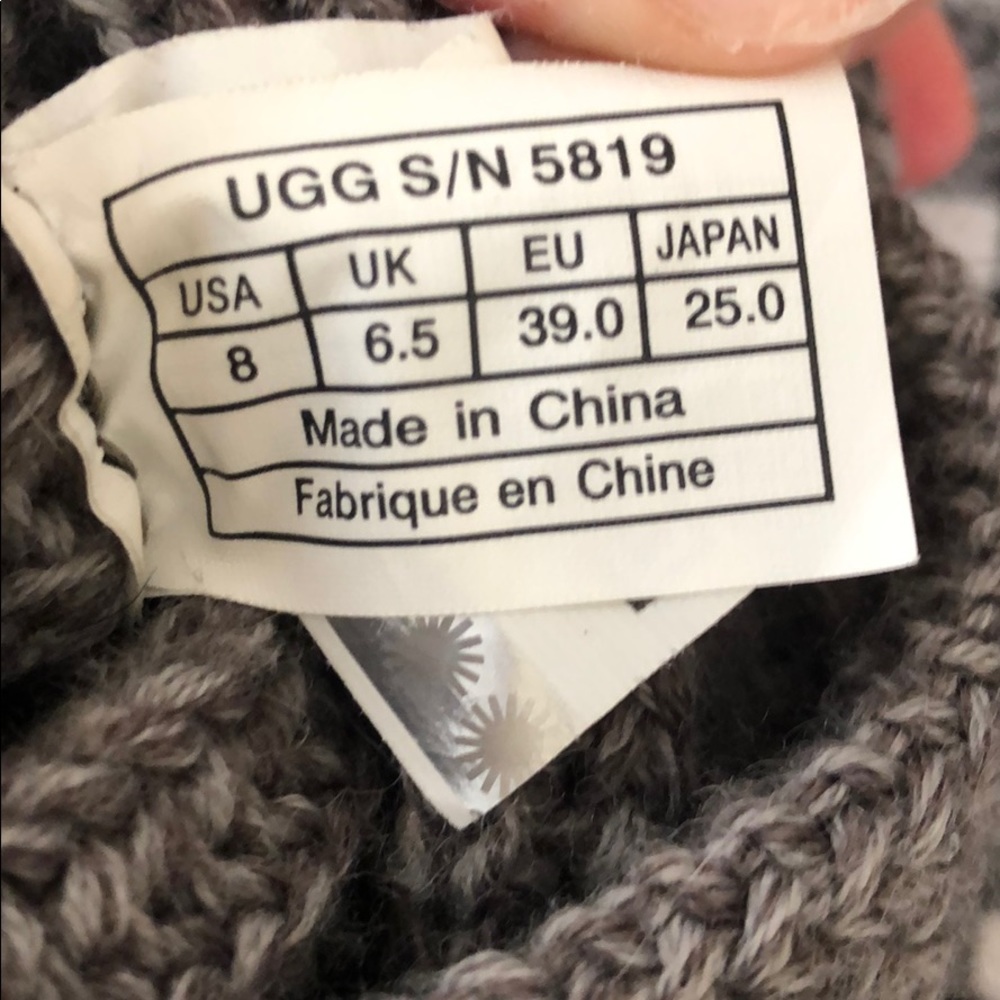 UGG S/N 5819
USA UK EU JAPAN
8 6.5 39.0 25.0
Made in China
Fabrique en Chine